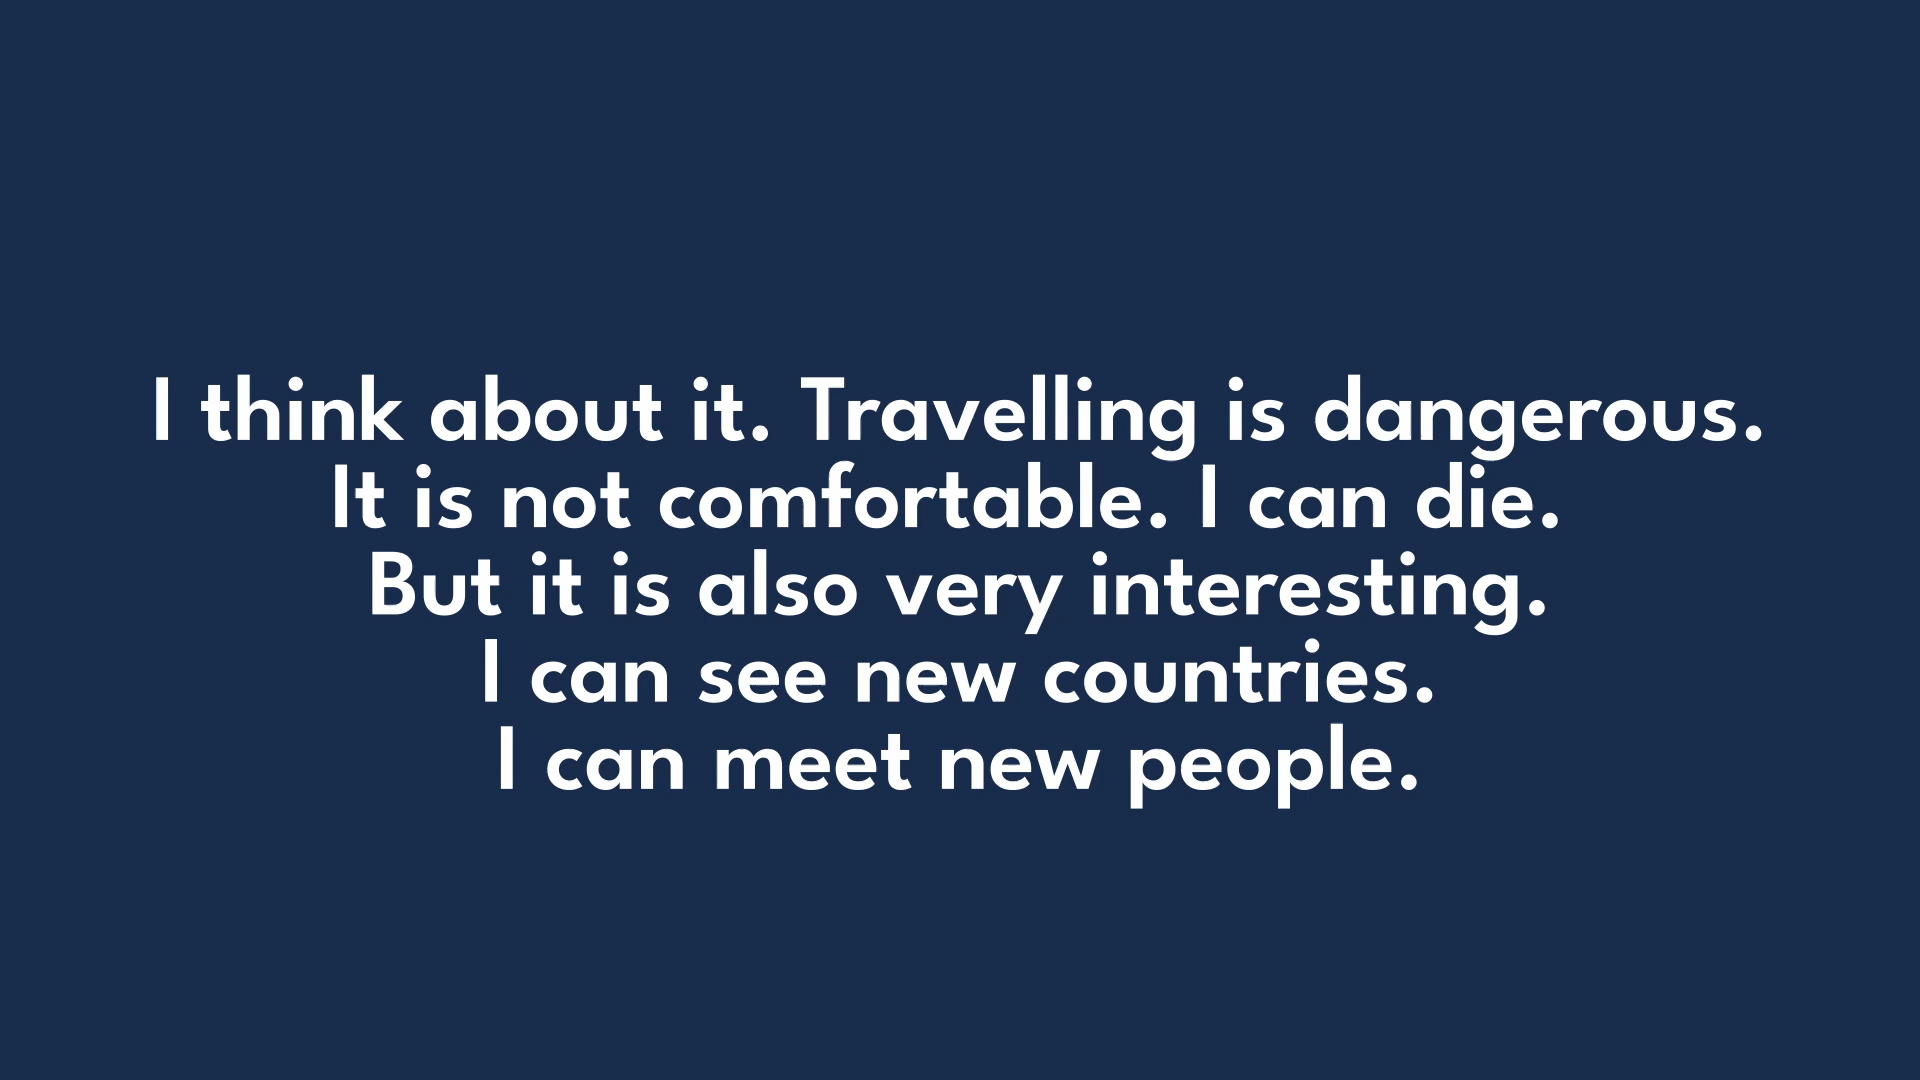 I think about it. Travelling is dangerous.
It is not comfortable. I can die.
But it is also very interesting.
I can see new countries.
I can meet new people.